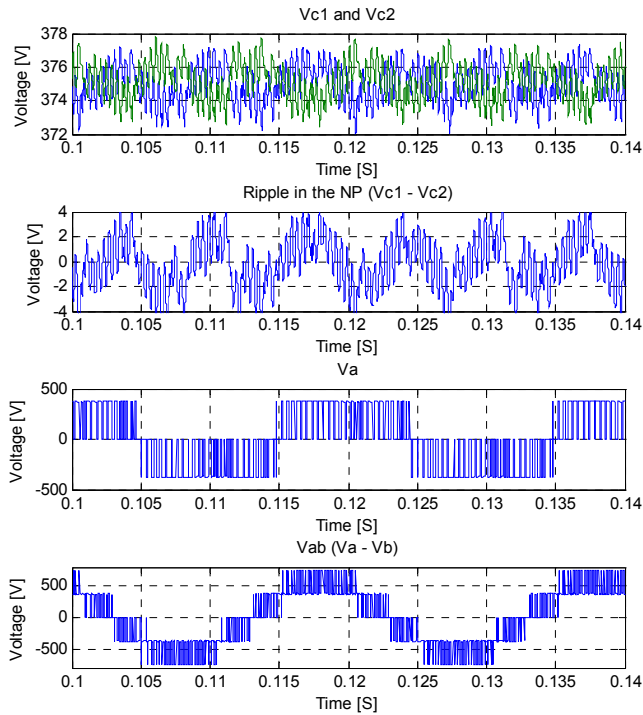 Vc1 and Vc2
Voltage [V]
378
376
374
372
0.1 0.105 0.11 0.115 0.12 0.125 0.13 0.135 0.14
Time [S]
Ripple in the NP (Vc1 - Vc2)
Voltage [V]
4
2
0
-2
-4
0.1 0.105 0.11 0.115 0.12 0.125 0.13 0.135 0.14
Time [S]
Va
Voltage [V]
500
0
-500
0.1 0.105 0.11 0.115 0.12 0.125 0.13 0.135 0.14
Time [S]
Vab (Va - Vb)
Voltage [V]
500
0
-500
0.1 0.105 0.11 0.115 0.12 0.125 0.13 0.135 0.14
Time [S]